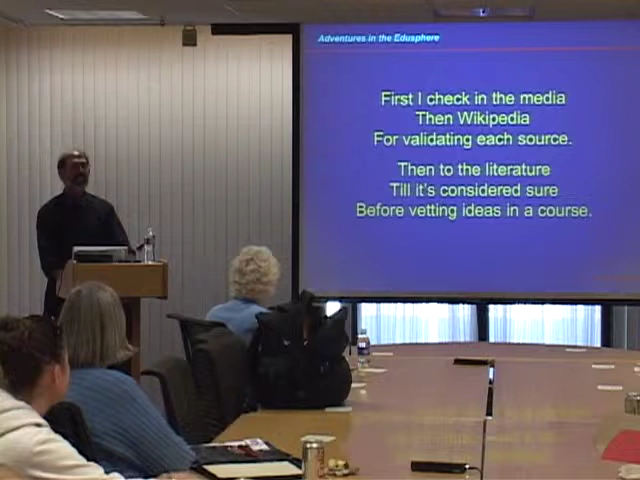 Adventures in the Edusphere
First I check in the media
Then Wikipedia
For validating each source.
Then to the literature
Till it's considered sure
Before vetting ideas in a course.